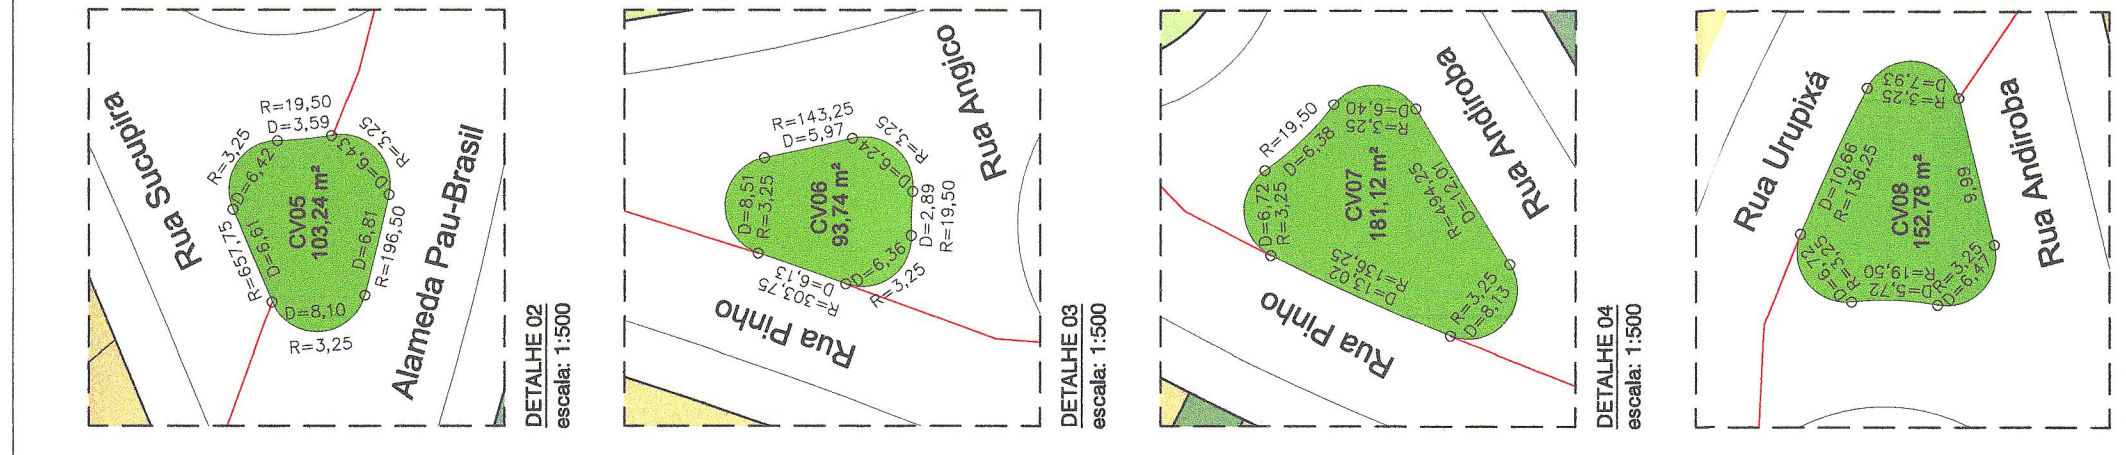 Rua Sucupira
R=19,50
D=3,59
R=3,25
D=6,42
D=6,43
R=3,25
CV05
103,24 m²
R=657,75
D=6,81
D=6,81
R=196,50
D=8,10
R=3,25
Alameda Pau-Brasil
DETALHE 02
escala: 1:500
Rua Angico
R=143,25
D=5,97
D=6,24
R=3,25
D=8,51
R=3,25
CV06
93,74 m²
D=2,89
R=19,50
D=6,13
R=303,75
D=6,36
R=3,25
Rua Pinho
DETALHE 03
escala: 1:500
Rua Andiroba
R=19,50
D=6,38
D=6,40
R=3,25
D=6,72
R=3,25
CV07
181,12 m²
D=12,01
R=494,25
R=136,25
D=13,02
R=3,25
D=8,13
Rua Pinho
DETALHE 04
escala: 1:500
Rua Urupixá
D=7,93
R=3,25
Rua Andiroba
D=10,66
R=136,25
CV08
152,78 m²
9,99
D=6,72
R=3,25
R=19,50
D=5,72
R=3,25
D=6,47